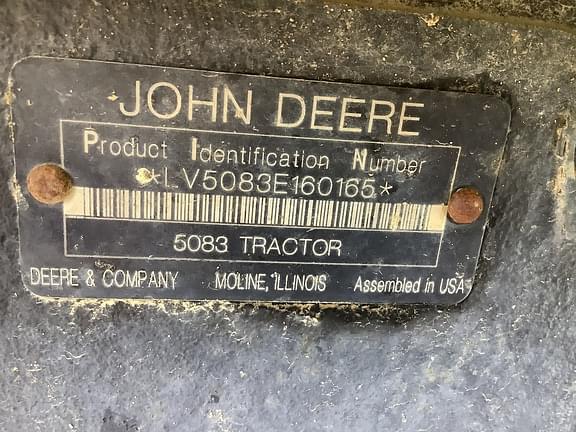 JOHN DEERE
Product Identification Number
*LV5083E160165*
5083 TRACTOR
DEERE & COMPANY MOLINE, ILLINOIS Assembled in USA